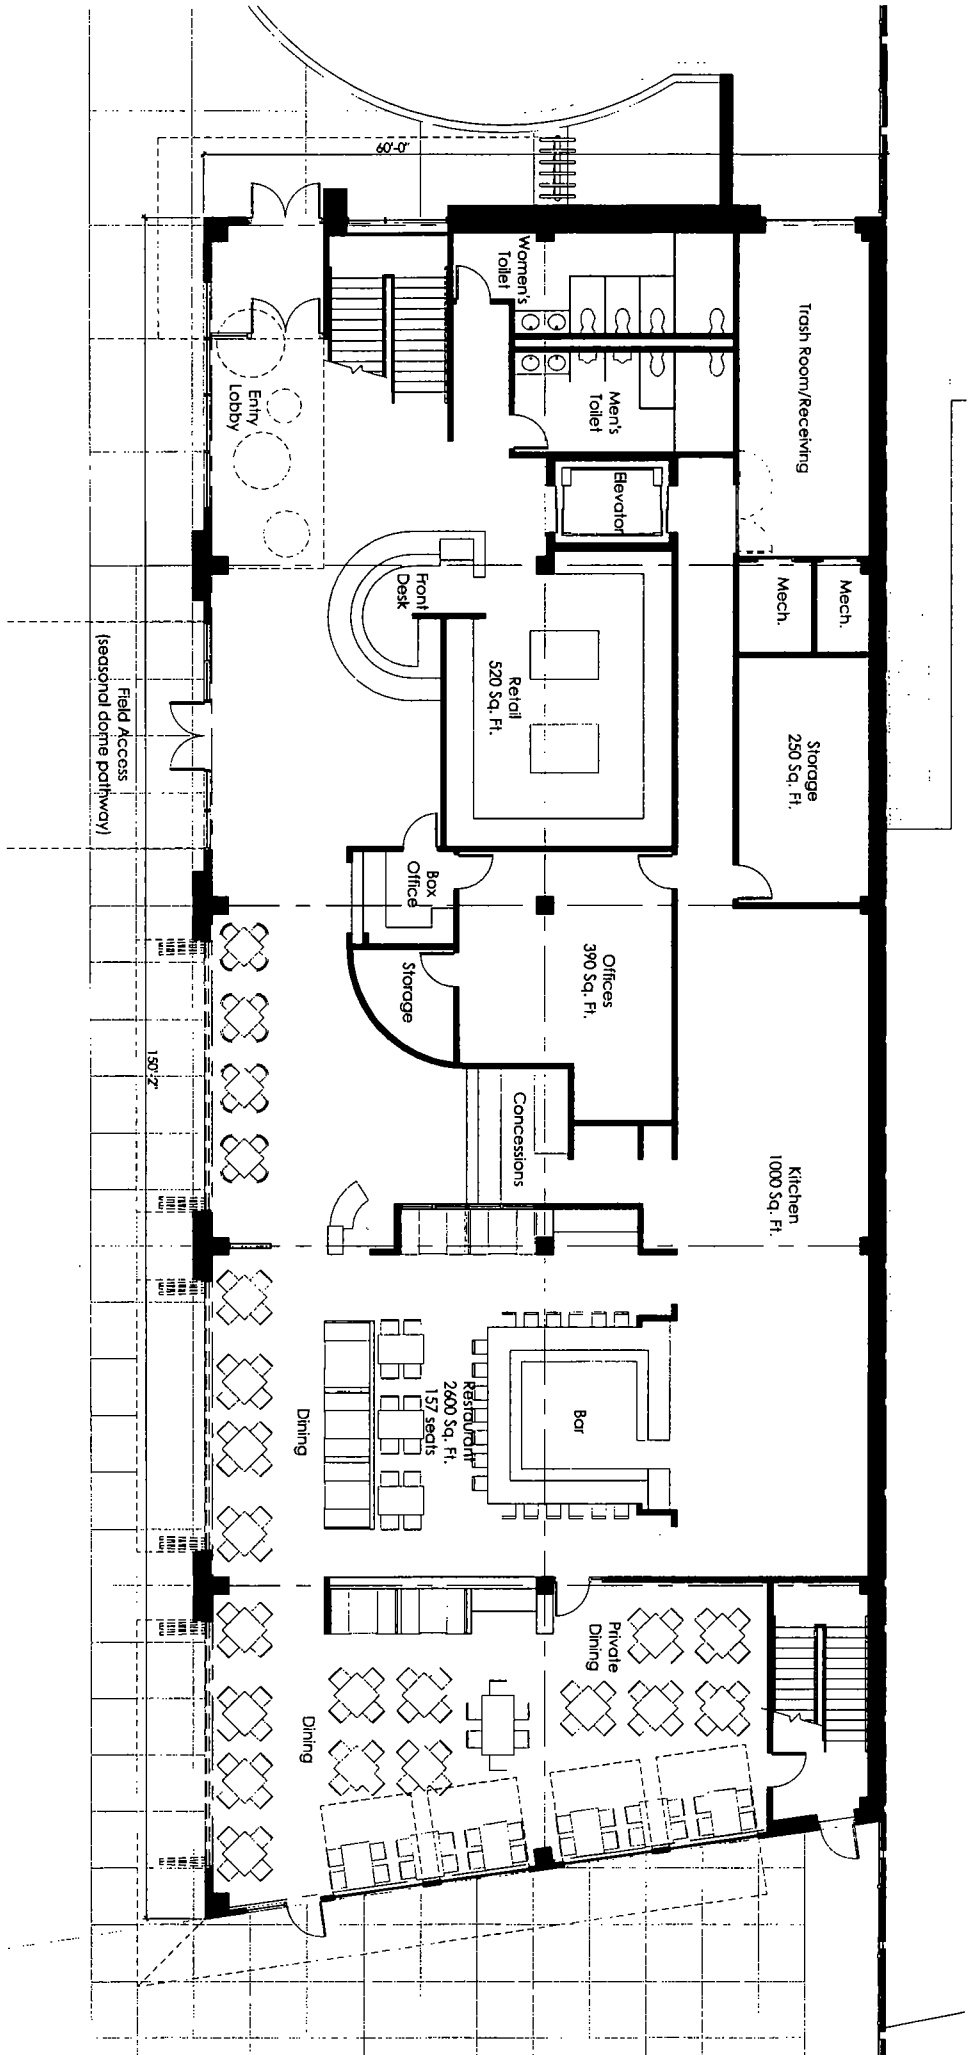 60'-0"
Women's
Toilet
Trash Room/Receiving
Men's
Toilet
Entry
Lobby
Elevator
Front
Desk
Mech.
Mech.
Retail
520 Sq. Ft.
Field Access
(seasonal dome pathway)
Storage
250 Sq. Ft.
Box
Office
Storage
Offices
390 Sq. Ft.
150'-2"
Concessions
Kitchen
1000 Sq. Ft.
Dining
Restaurant
2600 Sq. Ft.
157 seats
Bar
Private
Dining
Dining